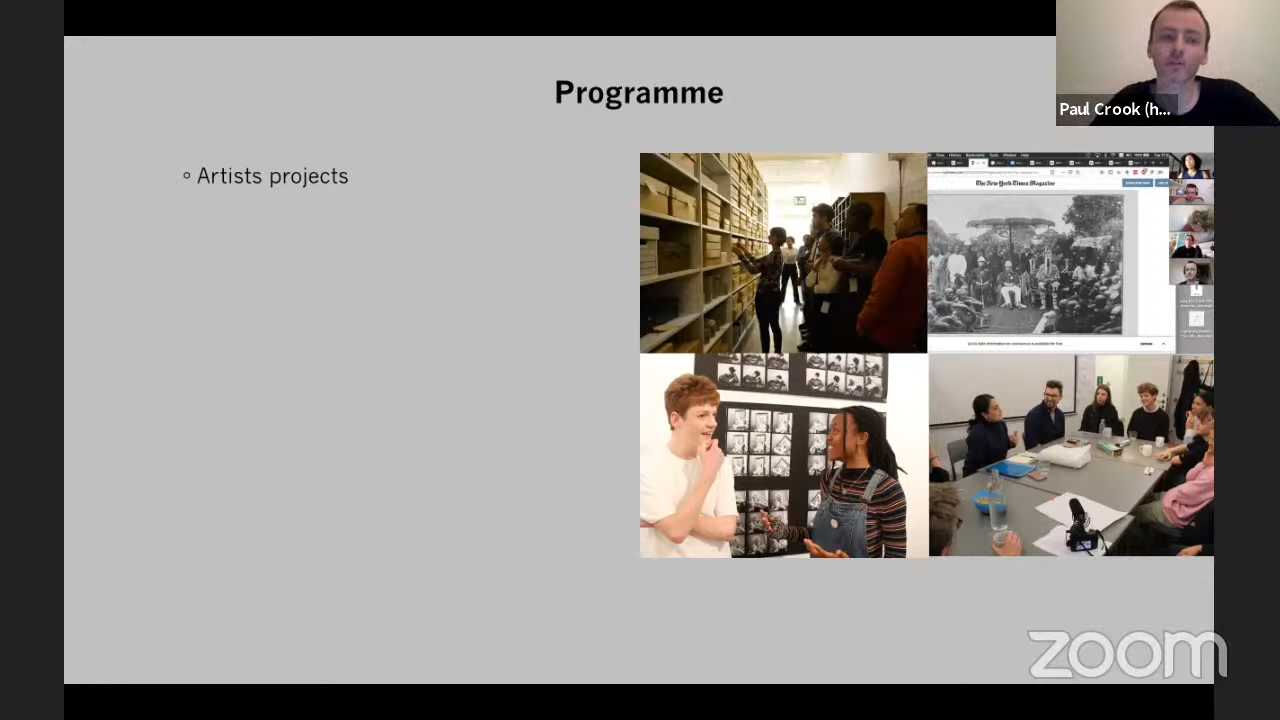 Programme
Paul Crook (h...
◦ Artists projects
The New York Times Magazine
zoom